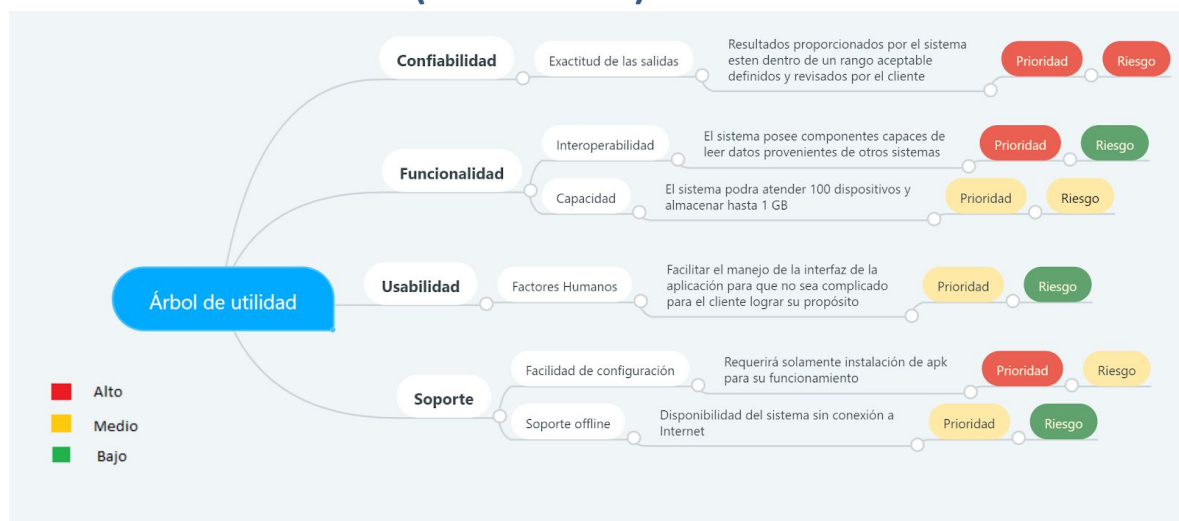 Confiabilidad
Exactitud de las salidas
Resultados proporcionados por el sistema
esten dentro de un rango aceptable
definidos y revisados por el cliente
Prioridad
Riesgo
Funcionalidad
Interoperabilidad
El sistema posee componentes capaces de
leer datos provenientes de otros sistemas
Prioridad
Riesgo
Capacidad
El sistema podra atender 100 dispositivos y
almacenar hasta 1 GB
Prioridad
Riesgo
Árbol de utilidad
Usabilidad
Factores Humanos
Facilitar el manejo de la interfaz de la
aplicación para que no sea complicado
para el cliente lograr su propósito
Prioridad
Riesgo
Soporte
Facilidad de configuración
Requerirá solamente instalación de apk
para su funcionamiento
Prioridad
Riesgo
Soporte offline
Disponibilidad del sistema sin conexión a
Internet
Prioridad
Riesgo
Alto
Medio
Bajo